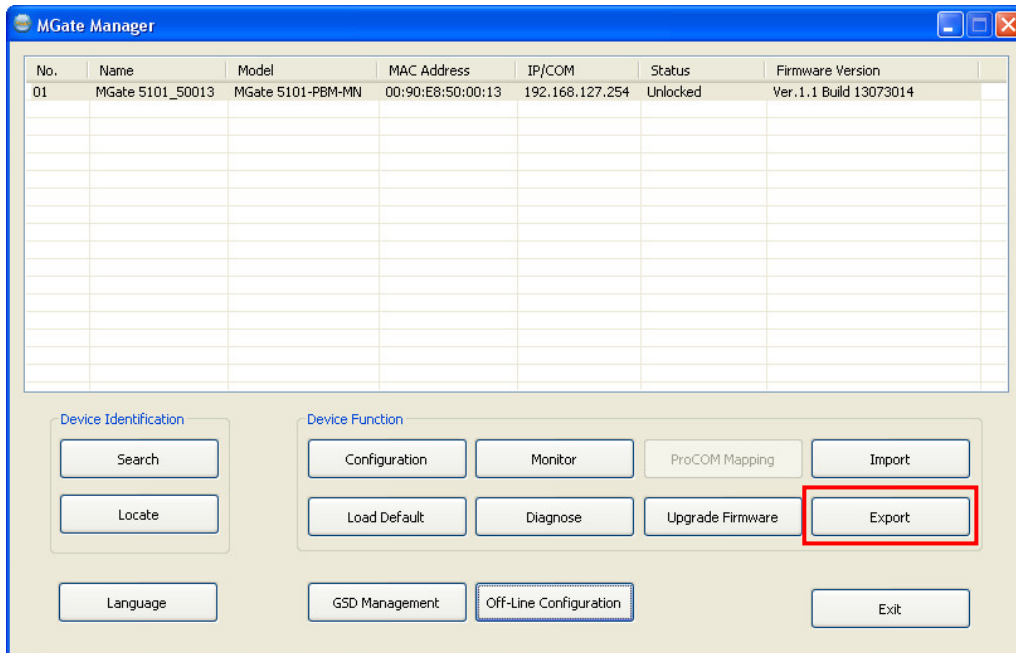 MGate Manager
No. Name Model MAC Address IP/COM Status Firmware Version
01 MGate 5101_50013 MGate 5101-PBM-MN 00:90:E8:50:00:13 192.168.127.254 Unlocked Ver.1.1 Build 13073014
Device Identification Device Function
Search Configuration Monitor ProCOM Mapping Import
Locate Load Default Diagnose Upgrade Firmware Export
Language GSD Management Off-Line Configuration Exit